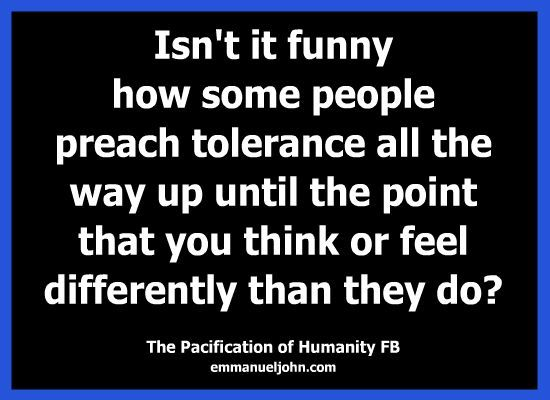 Isn't it funny
how some people
preach tolerance all the
way up until the point
that you think or feel
differently than they do?
The Pacification of Humanity FB
emmanueljohn.com